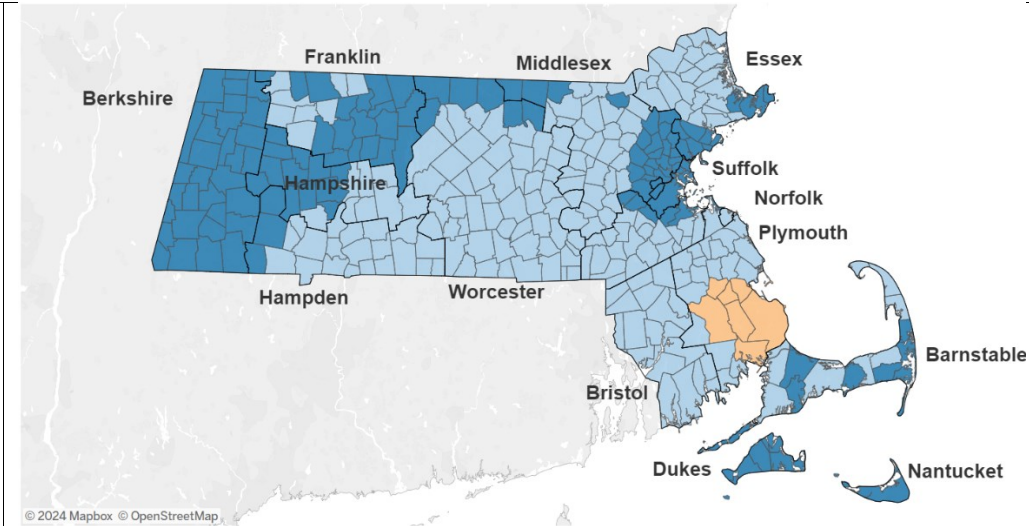 Franklin
Middlesex
Essex
Berkshire
Suffolk
Hampshire
Norfolk
Plymouth
Hampden
Worcester
Barnstable
Bristol
Dukes
Nantucket
© 2024 Mapbox © OpenStreetMap